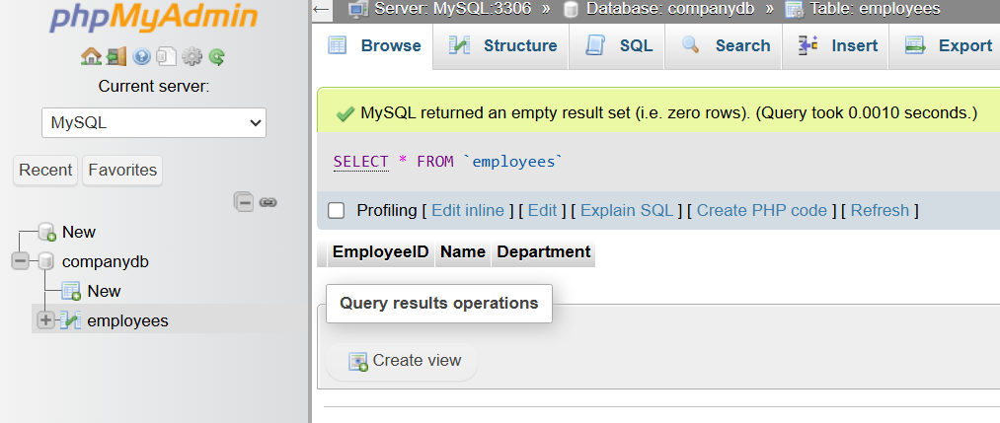 phpMyAdmin
Current server:
MySQL
Recent Favorites
New
companydb
New
employees
Server: MySQL:3306 » Database: companydb » Table: employees
Browse Structure SQL Search Insert Export
MySQL returned an empty result set (i.e. zero rows). (Query took 0.0010 seconds.)
SELECT * FROM `employees`
Profiling [ Edit inline ] [ Edit ] [ Explain SQL ] [ Create PHP code ] [ Refresh ]
EmployeeID Name Department
Query results operations
Create view